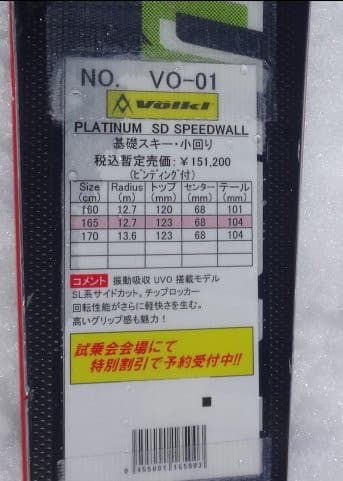 NO. VO-01
Völkl
PLATINUM SD SPEEDWALL
基礎スキー・小回り
税込暫定売価：￥151,200
(ビンディング付)
Size (cm) Radius (m) トップ (mm) センター (mm) テール (mm)
160 12.7 120 68 101
165 12.7 123 68 104
170 13.6 123 68 104
コメント 振動吸収 UVO 搭載モデル
SL系サイドカット。チップロッカー
回転性能がさらに軽快さを生む。
高いグリップ感も魅力！
試乗会会場にて
特別割引で予約受付中!!